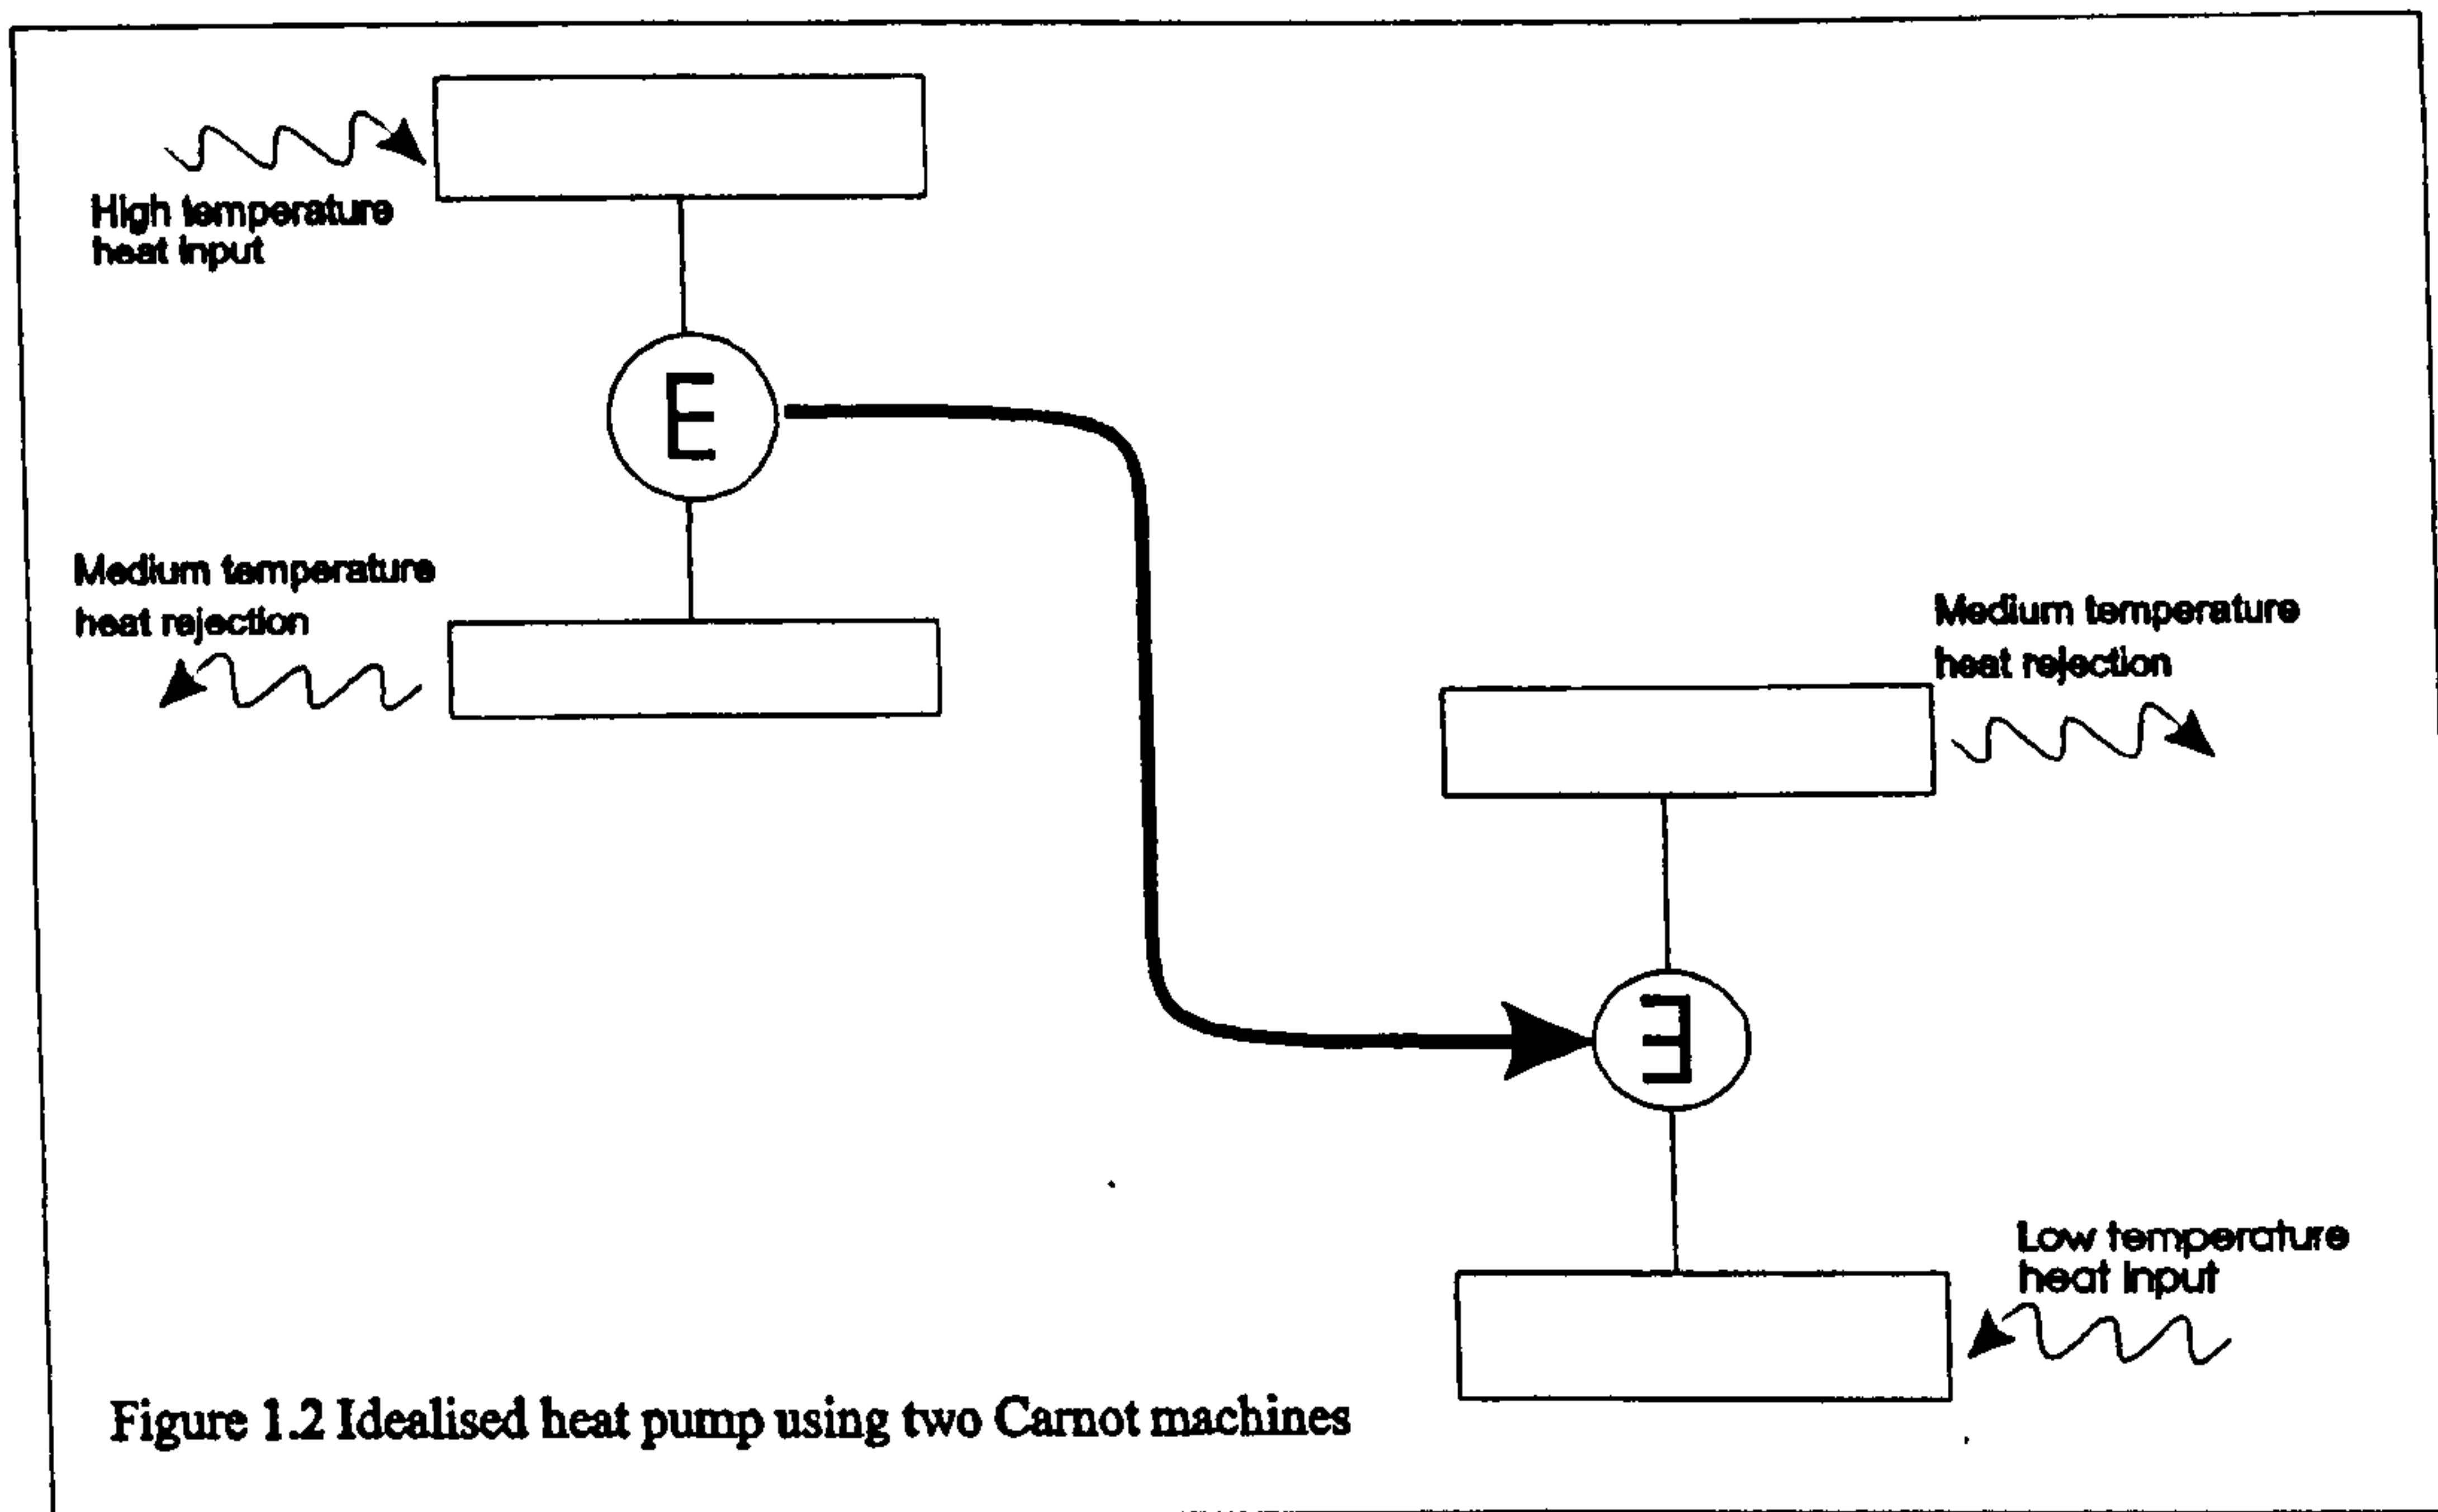 High temperature
heat input
E
Medium temperature
heat rejection
Medium temperature
heat rejection
Ǝ
Low temperature
heat input
Figure 1.2 Idealised heat pump using two Carnot machines